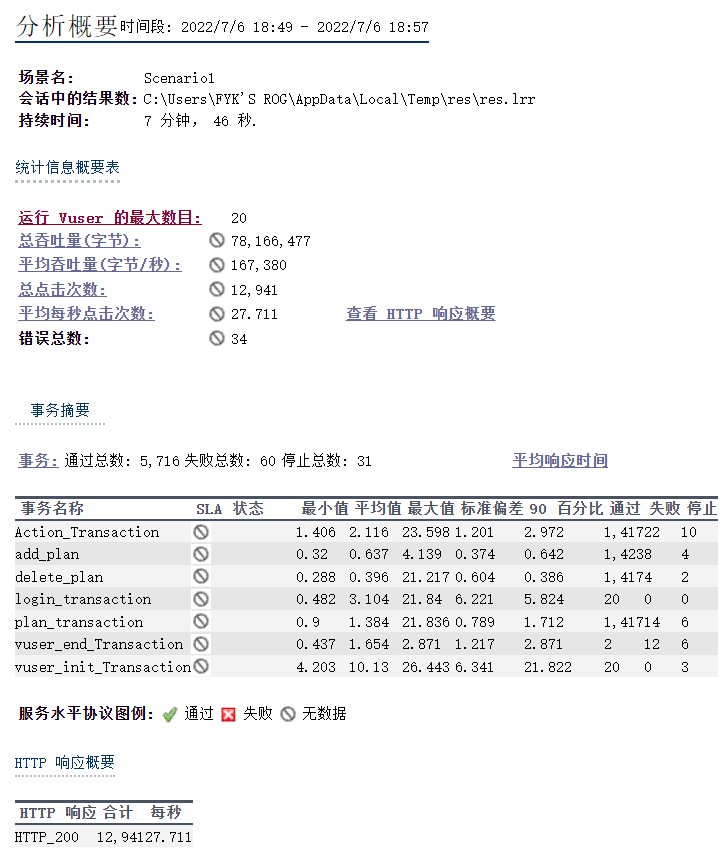 分析概要时间段: 2022/7/6 18:49 - 2022/7/6 18:57
场景名: Scenario1
会话中的结果数: C:\Users\FYK'S ROG\AppData\Local\Temp\res\res.lrr
持续时间: 7 分钟, 46 秒.
统计信息概要表
运行 Vuser 的最大数目: 20
总吞吐量(字节): 78,166,477
平均吞吐量(字节/秒): 167,380
总点击次数: 12,941
平均每秒点击次数: 27.711 查看 HTTP 响应概要
错误总数: 34
事务摘要
事务: 通过总数: 5,716 失败总数: 60 停止总数: 31 平均响应时间
事务名称 SLA 状态 最小值 平均值 最大值 标准偏差 90 百分比 通过 失败 停止
Action_Transaction 1.406 2.116 23.598 1.201 2.972 1,41722 10
add_plan 0.32 0.637 4.139 0.374 0.642 1,4238 4
delete_plan 0.288 0.396 21.217 0.604 0.386 1,4174 2
login_transaction 0.482 3.104 21.84 6.221 5.824 20 0 0
plan_transaction 0.9 1.384 21.836 0.789 1.712 1,41714 6
vuser_end_Transaction 0.437 1.654 2.871 1.217 2.871 2 12 6
vuser_init_Transaction 4.203 10.13 26.443 6.341 21.822 20 0 3
服务水平协议图例: 通过 失败 无数据
HTTP 响应概要
HTTP 响应 合计 每秒
HTTP_200 12,94127.711